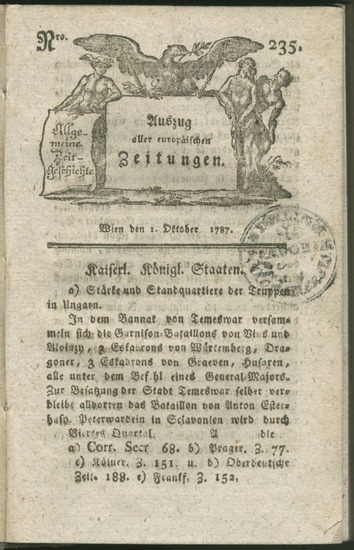 Nro. 235.
Allge-
meine
Zeit-
Geschichte
Auszug
aller europäischen
Zeitungen.
Wien den 1. Oktober 1787.
Kaiserl. Königl. Staaten.
a) Stärke und Standquartiere der Truppen
in Ungarn.
In dem Bannat von Temeswar versam-
meln sich die Garnison-Bataillons von Vins und
Alvinzy, 3 Eskadrons von Würtemberg, Dra-
goner, 3 Eskadrons von Graeven, Husaren,
alle unter dem Befehl eines General-Majors.
Zur Besatzung der Stadt Temeswar selber ver-
bleibt alldorten das Bataillon von Anton Ester-
hasy. Peterwardein in Sclavonien wird durch
Viertes Quartal. A die
a) Corr. Secr 68. b) Prager. Z. 77.
c) Kölner. Z. 151. u. d) Oberdeutsche
Zeit. 188. e) Frankf. Z. 152.